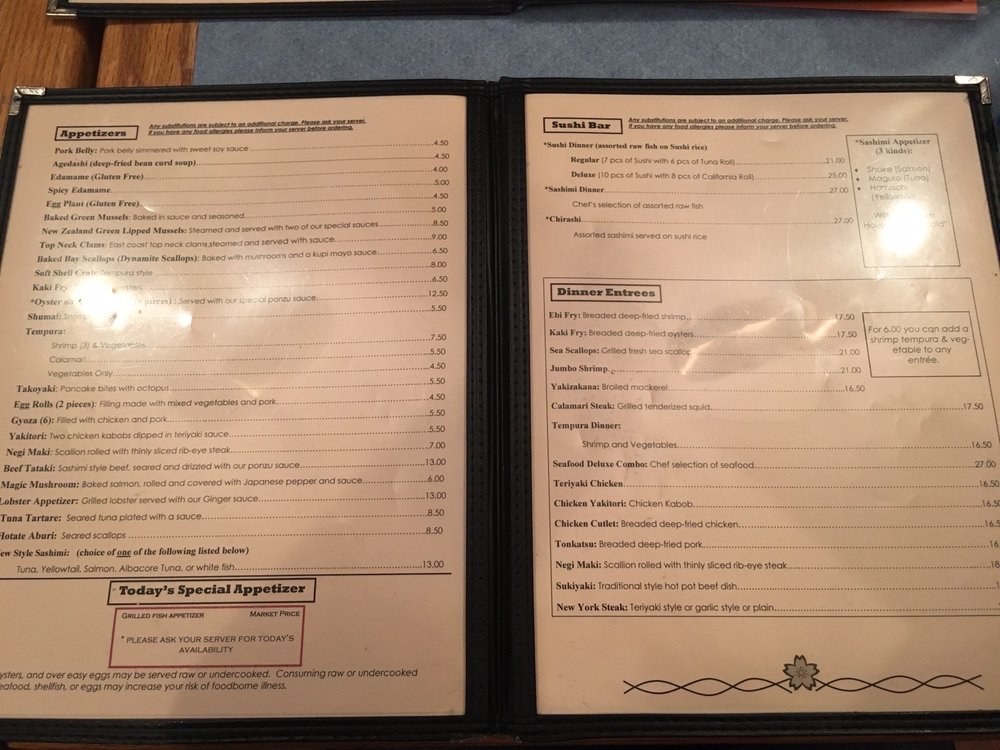 Appetizers
Any substitutions are subject to an additional charge. Please ask your server.
If you have any food allergies please inform your server before ordering.
Pork Belly: Pork belly simmered with sweet soy sauce 4.50
Agedashi (deep-fried bean curd soup) 4.50
Edamame (Gluten Free) 4.00
Spicy Edamame 5.00
Egg Plant (Gluten Free) 4.50
Baked Green Mussels: Baked in sauce and seasoned 5.00
New Zealand Green Lipped Mussels: Steamed and served with two of our special sauces 8.50
Top Neck Clams: East coast top neck clams steamed and served with sauce 9.00
Baked Bay Scallops (Dynamite Scallops): Baked with mushrooms and a kupi mayo sauce 6.50
Soft Shell Crab: Tempura style 8.00
Kaki Fry oysters 6.50
*Oyster on pieces) : Served with our special ponzu sauce 12.50
Shumai: 5.50
Tempura:
Shrimp (3) & Vegetables 7.50
Calamari 5.50
Vegetables Only 4.50
Takoyaki: Pancake bites with octopus 5.50
Egg Rolls (2 pieces): Filling made with mixed vegetables and pork 4.50
Gyoza (6): Filled with chicken and pork 5.50
Yakitori: Two chicken kabobs dipped in teriyaki sauce 5.50
Negi Maki: Scallion rolled with thinly sliced rib-eye steak 7.00
Beef Tataki: Sashimi style beef, seared and drizzled with our ponzu sauce 13.00
Magic Mushroom: Baked salmon, rolled and covered with Japanese pepper and sauce 6.00
Lobster Appetizer: Grilled lobster served with our Ginger sauce 13.00
Tuna Tartare: Seared tuna plated with a sauce 8.50
Hotate Aburi: Seared scallops 8.50
ew Style Sashimi: (choice of one of the following listed below)
Tuna, Yellowtail, Salmon, Albacore Tuna, or white fish 13.00
Today's Special Appetizer
GRILLED FISH APPETIZER MARKET PRICE
* PLEASE ASK YOUR SERVER FOR TODAY'S
AVAILABILITY
ysters, and over easy eggs may be served raw or undercooked. Consuming raw or undercooked
eafood, shellfish, or eggs may increase your risk of foodborne illness.
Sushi Bar
Any substitutions are subject to an additional charge. Please ask your server.
If you have any food allergies please inform your server before ordering.
*Sushi Dinner (assorted raw fish on Sushi rice)
Regular (7 pcs of Sushi with 6 pcs of Tuna Roll) 21.00
Deluxe (10 pcs of Sushi with 8 pcs of California Roll) 25.00
*Sashimi Dinner 27.00
Chef's selection of assorted raw fish
*Chirashi 27.00
Assorted sashimi served on sushi rice
*Sashimi Appetizer
(3 kinds):
• Shake (Salmon)
• Maguro (Tuna)
• Hamachi
(Yellowtail)
Dinner Entrees
Ebi Fry: Breaded deep-fried shrimp 17.50
Kaki Fry: Breaded deep-fried oysters 17.50
Sea Scallops: Grilled fresh sea scallop 21.00
Jumbo Shrimp 21.00
Yakizakana: Broiled mackerel 16.50
Calamari Steak: Grilled tenderized squid 17.50
Tempura Dinner:
Shrimp and Vegetables 16.50
Seafood Deluxe Combo: Chef selection of seafood 27.00
Teriyaki Chicken 16.50
Chicken Yakitori: Chicken Kabob 16.50
Chicken Cutlet: Breaded deep-fried chicken 16.5
Tonkatsu: Breaded deep-fried pork 16.
Negi Maki: Scallion rolled with thinly sliced rib-eye steak 18
Sukiyaki: Traditional style hot pot beef dish
New York Steak: Teriyaki style or garlic style or plain
For 6.00 you can add a
shrimp tempura & veg-
etable to any
entrée.